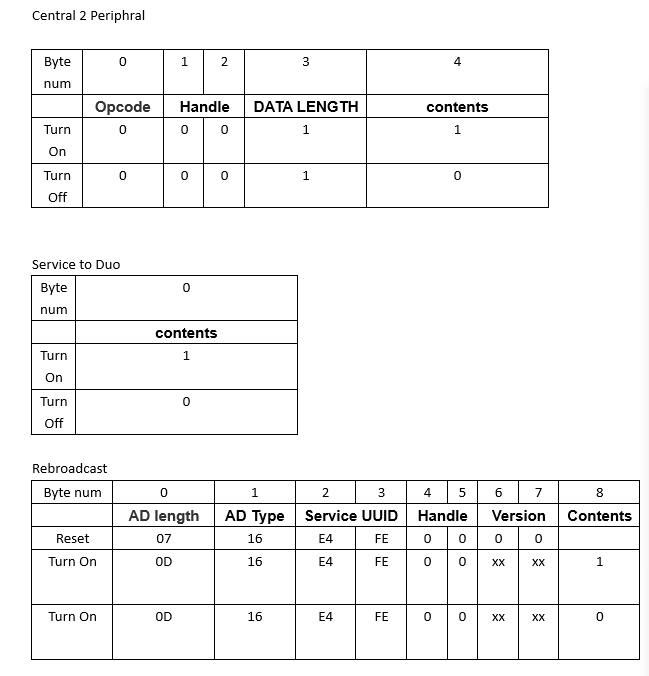 Central 2 Periphral
Byte num 0 1 2 3 4
Opcode Handle DATA LENGTH contents
Turn On 0 0 0 1 1
Turn Off 0 0 0 1 0
Service to Duo
Byte num 0
contents
Turn On 1
Turn Off 0
Rebroadcast
Byte num 0 1 2 3 4 5 6 7 8
AD length AD Type Service UUID Handle Version Contents
Reset 07 16 E4 FE 0 0 0 0
Turn On 0D 16 E4 FE 0 0 xx xx 1
Turn On 0D 16 E4 FE 0 0 xx xx 0